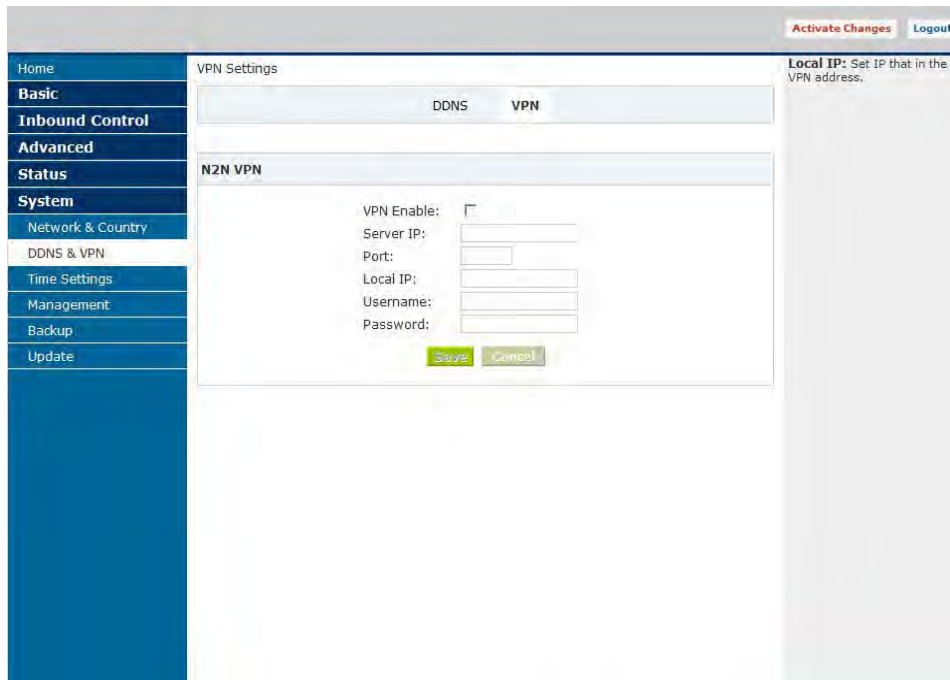 Activate Changes Logout
Home
Basic
Inbound Control
Advanced
Status
System
Network & Country
DDNS & VPN
Time Settings
Management
Backup
Update
VPN Settings
DDNS VPN
N2N VPN
VPN Enable:
Server IP:
Port:
Local IP:
Username:
Password:
Save Cancel
Local IP: Set IP that in the
VPN address.